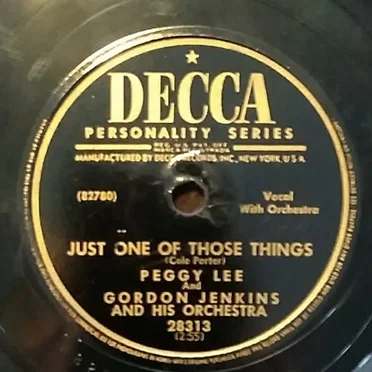 DECCA
PERSONALITY SERIES
REG. U.S. PAT. OFF.
MARCA REGISTRADA
MANUFACTURED BY DECCA RECORDS, INC., NEW YORK, U.S.A.
(82780)
Vocal
With Orchestra
JUST ONE OF THOSE THINGS
(Cole Porter)
PEGGY LEE
And
GORDON JENKINS
AND HIS ORCHESTRA
28313
(2:55)